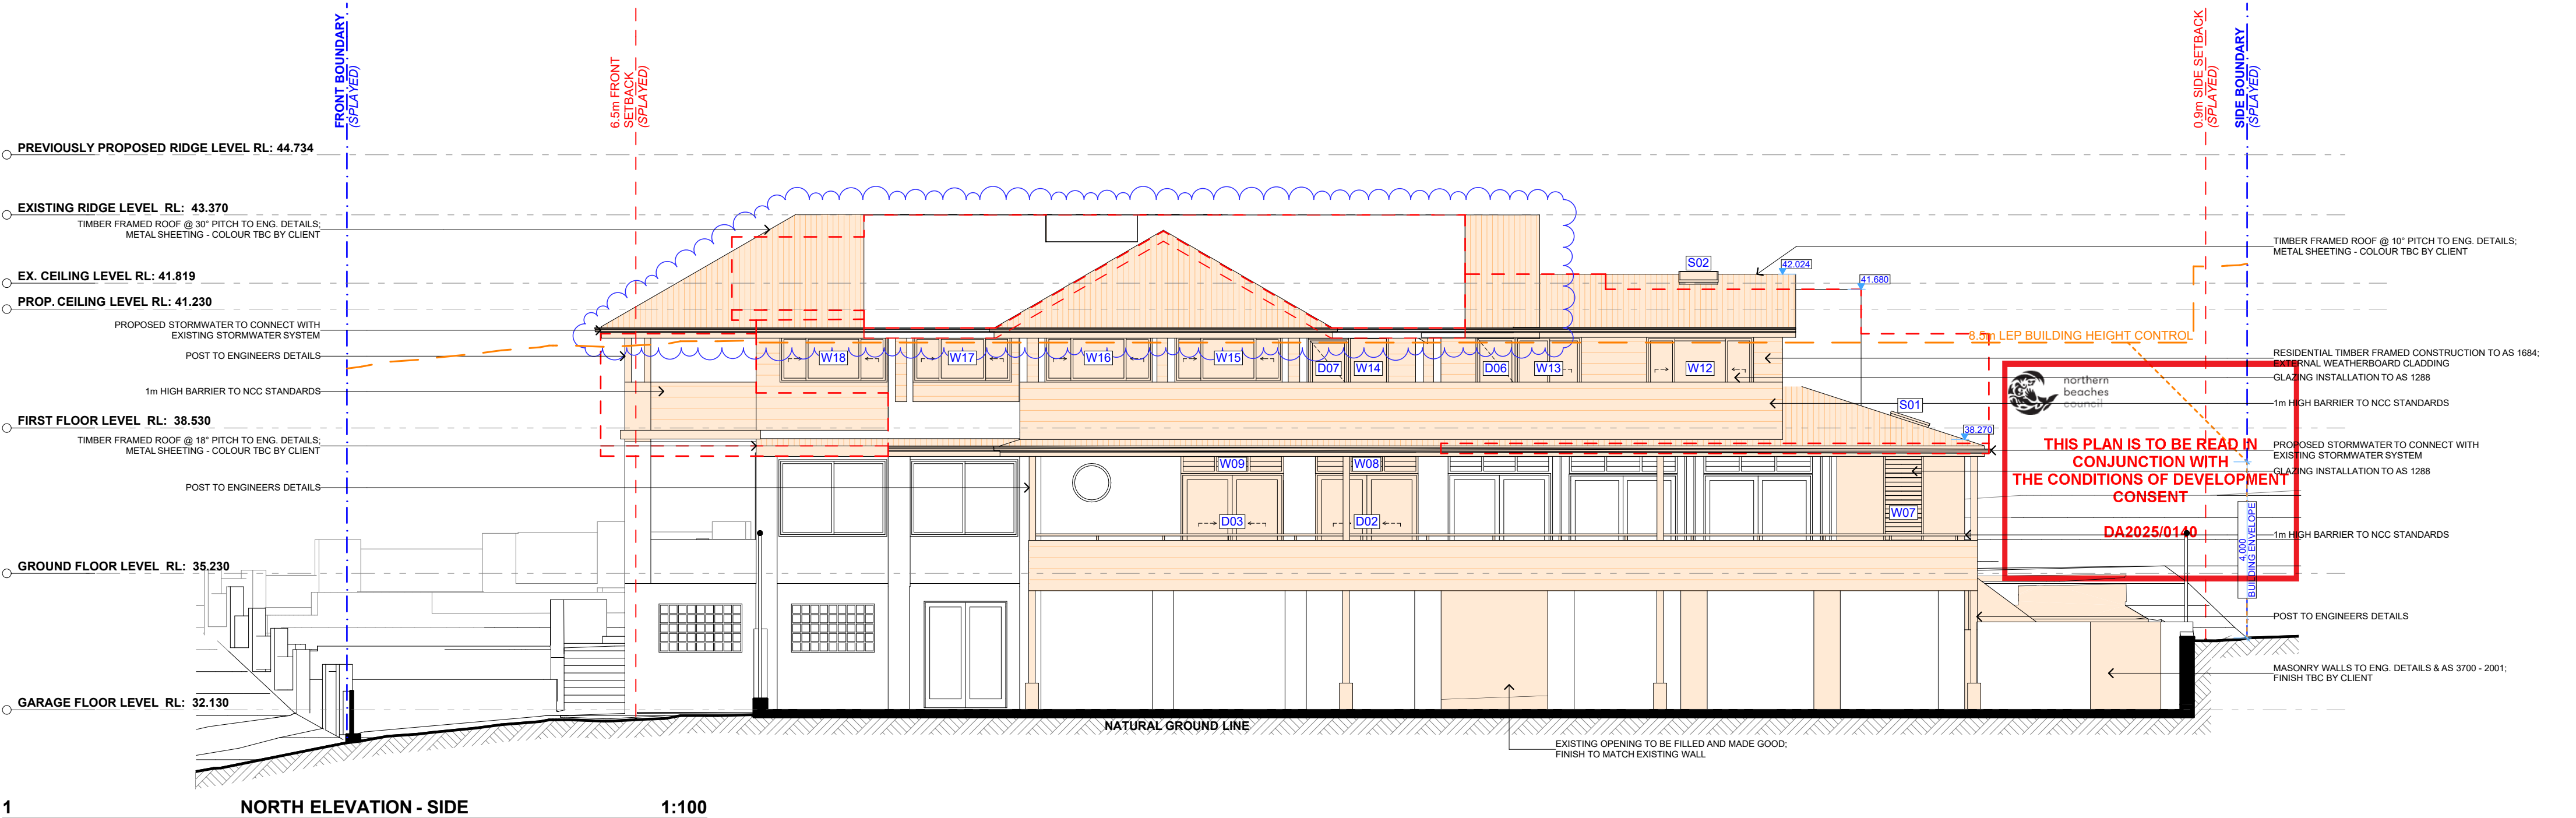 FRONT BOUNDARY
(SPLAYED)
6.5m FRONT
SETBACK
(SPLAYED)
0.9m SIDE SETBACK
(SPLAYED)
SIDE BOUNDARY
(SPLAYED)
PREVIOUSLY PROPOSED RIDGE LEVEL RL: 44.734
EXISTING RIDGE LEVEL RL: 43.370
TIMBER FRAMED ROOF @ 30° PITCH TO ENG. DETAILS;
METAL SHEETING - COLOUR TBC BY CLIENT
EX. CEILING LEVEL RL: 41.819
PROP. CEILING LEVEL RL: 41.230
PROPOSED STORMWATER TO CONNECT WITH
EXISTING STORMWATER SYSTEM
POST TO ENGINEERS DETAILS
1m HIGH BARRIER TO NCC STANDARDS
FIRST FLOOR LEVEL RL: 38.530
TIMBER FRAMED ROOF @ 18° PITCH TO ENG. DETAILS;
METAL SHEETING - COLOUR TBC BY CLIENT
POST TO ENGINEERS DETAILS
GROUND FLOOR LEVEL RL: 35.230
GARAGE FLOOR LEVEL RL: 32.130
S02
42.024
41.680
8.5m LEP BUILDING HEIGHT CONTROL
W18
W17
W16
W15
D07
W14
D06
W13
W12
S01
38.270
W09
W08
D03
D02
W07
NATURAL GROUND LINE
EXISTING OPENING TO BE FILLED AND MADE GOOD;
FINISH TO MATCH EXISTING WALL
TIMBER FRAMED ROOF @ 10° PITCH TO ENG. DETAILS;
METAL SHEETING - COLOUR TBC BY CLIENT
RESIDENTIAL TIMBER FRAMED CONSTRUCTION TO AS 1684;
EXTERNAL WEATHERBOARD CLADDING
GLAZING INSTALLATION TO AS 1288
1m HIGH BARRIER TO NCC STANDARDS
PROPOSED STORMWATER TO CONNECT WITH
EXISTING STORMWATER SYSTEM
GLAZING INSTALLATION TO AS 1288
1m HIGH BARRIER TO NCC STANDARDS
POST TO ENGINEERS DETAILS
MASONRY WALLS TO ENG. DETAILS & AS 3700 - 2001;
FINISH TBC BY CLIENT
northern
beaches
council
THIS PLAN IS TO BE READ IN
CONJUNCTION WITH
THE CONDITIONS OF DEVELOPMENT
CONSENT
DA2025/0140
4,000
BUILDING ENVELOPE
1 NORTH ELEVATION - SIDE 1:100